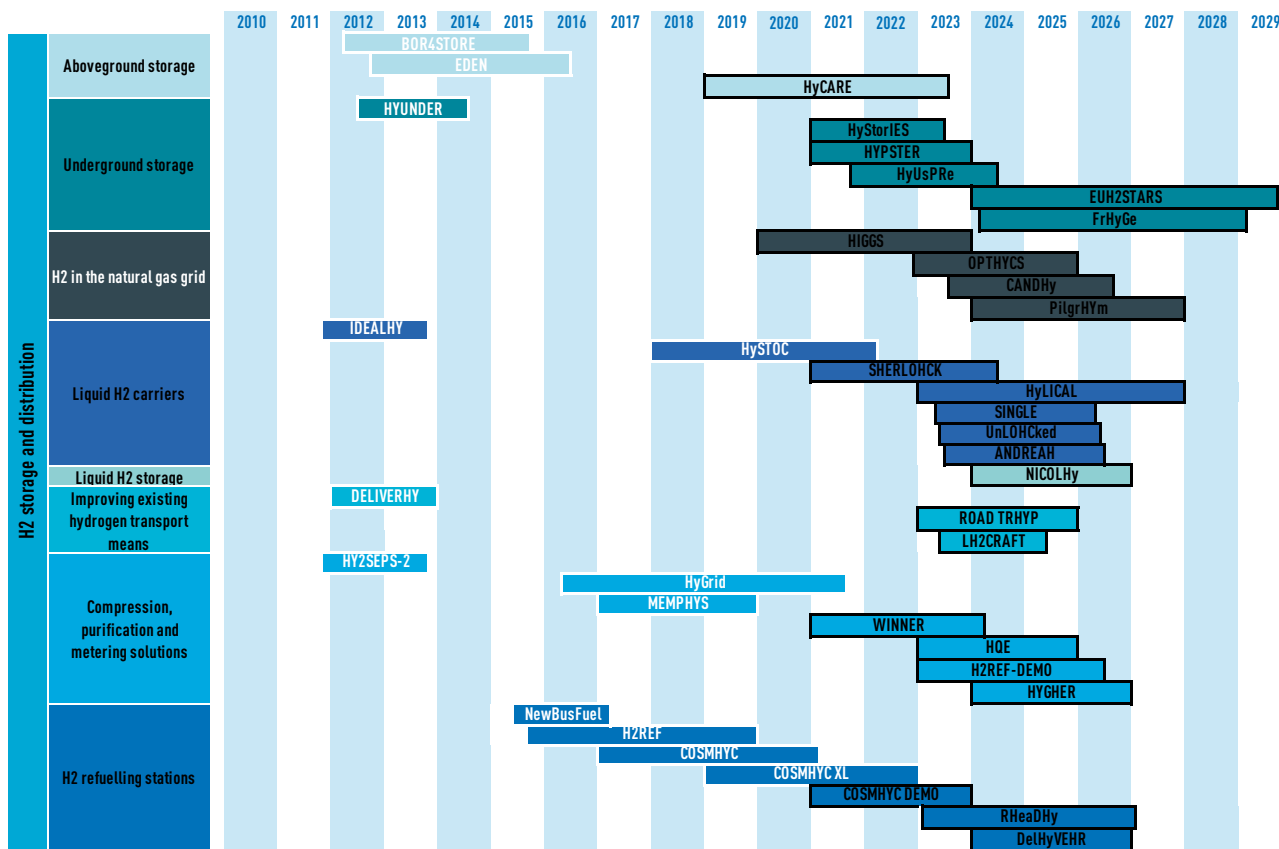 2010 2011 2012 2013 2014 2015 2016 2017 2018 2019 2020 2021 2022 2023 2024 2025 2026 2027 2028 2029
H2 storage and distribution
Aboveground storage
BOR4STORE
EDEN
HyCARE
Underground storage
HYUNDER
HyStorIES
HYPSTER
HyUsPRe
EUH2STARS
FrHyGe
H2 in the natural gas grid
HIGGS
OPTHYCS
CANDHy
PilgrHYm
Liquid H2 carriers
IDEALHY
HySTOC
SHERLOHCK
HyLICAL
SINGLE
UnLOHCked
ANDREAH
Liquid H2 storage
NICOLHy
Improving existing
hydrogen transport
means
DELIVERHY
ROAD TRHYP
LH2CRAFT
Compression,
purification and
metering solutions
HY2SEPS-2
HyGrid
MEMPHYS
WINNER
HQE
H2REF-DEMO
HYGHER
H2 refuelling stations
NewBusFuel
H2REF
COSMHYC
COSMHYC XL
COSMHYC DEMO
RHeaDHy
DelHyVEHR